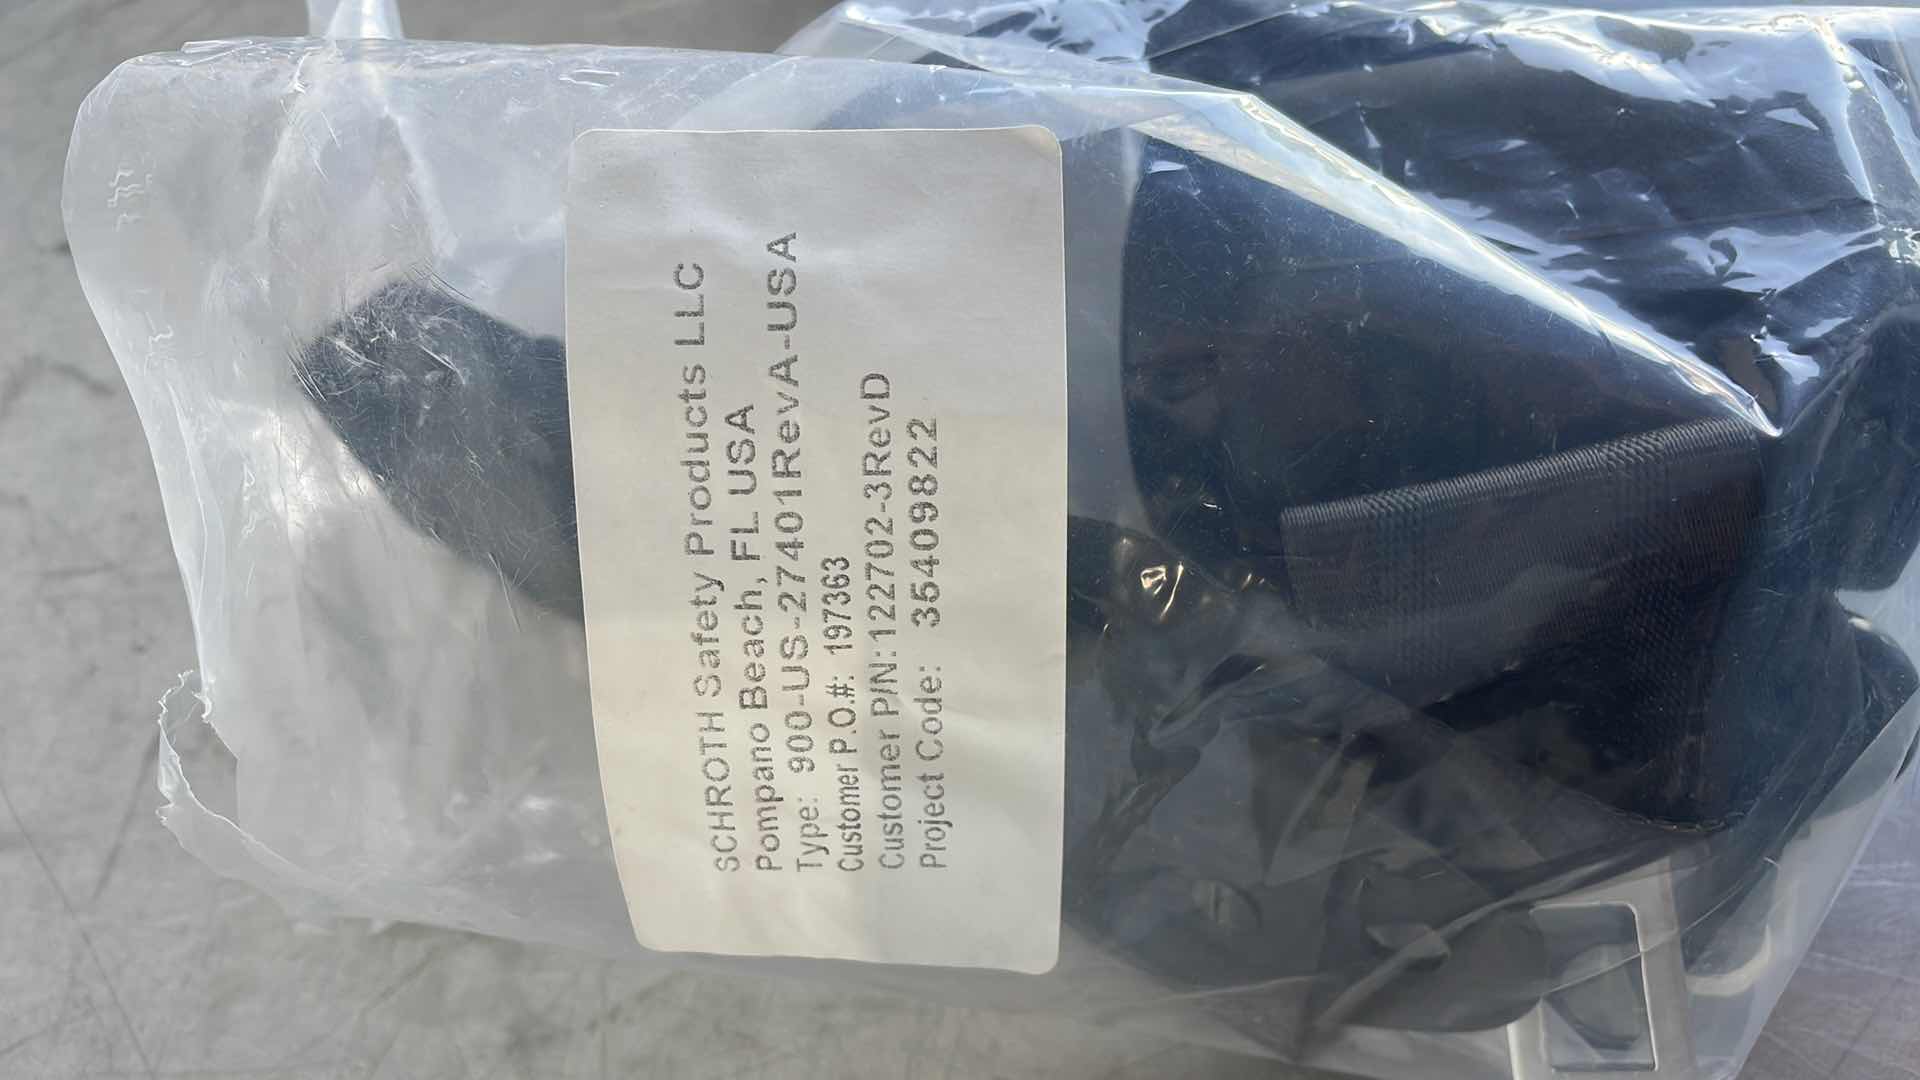 SCHROTH Safety Products LLC
Pompano Beach, FL USA
Type: 900-US-27401RevA-USA
Customer P.O.#: 197363
Customer P/N:122702-3RevD
Project Code: 35409822